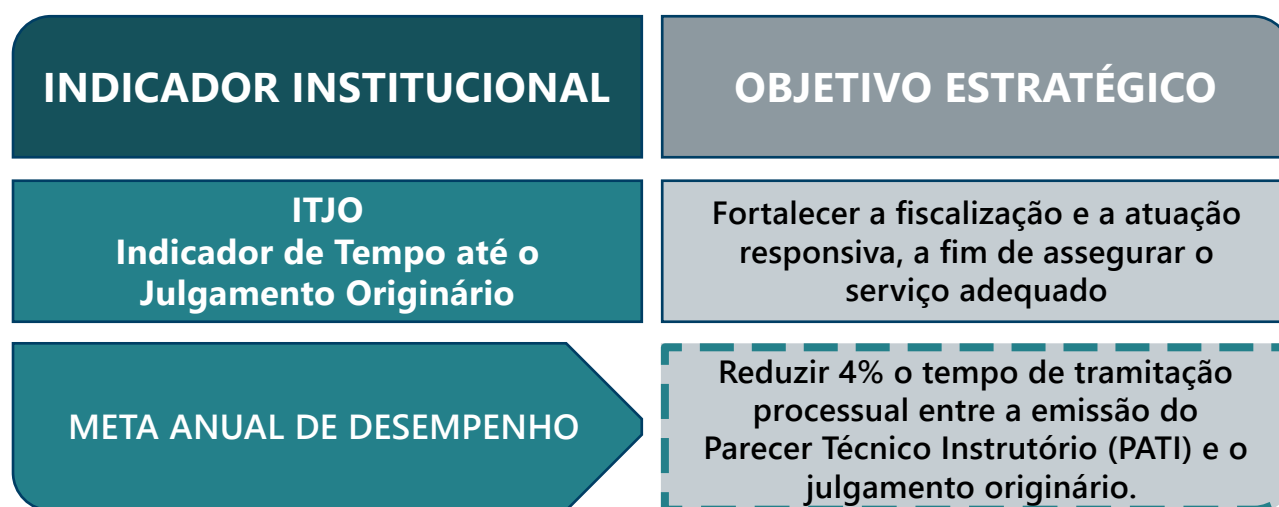 INDICADOR INSTITUCIONAL
OBJETIVO ESTRATÉGICO
ITJO
Indicador de Tempo até o
Julgamento Originário
Fortalecer a fiscalização e a atuação
responsiva, a fim de assegurar o
serviço adequado
META ANUAL DE DESEMPENHO
Reduzir 4% o tempo de tramitação
processual entre a emissão do
Parecer Técnico Instrutório (PATI) e o
julgamento originário.